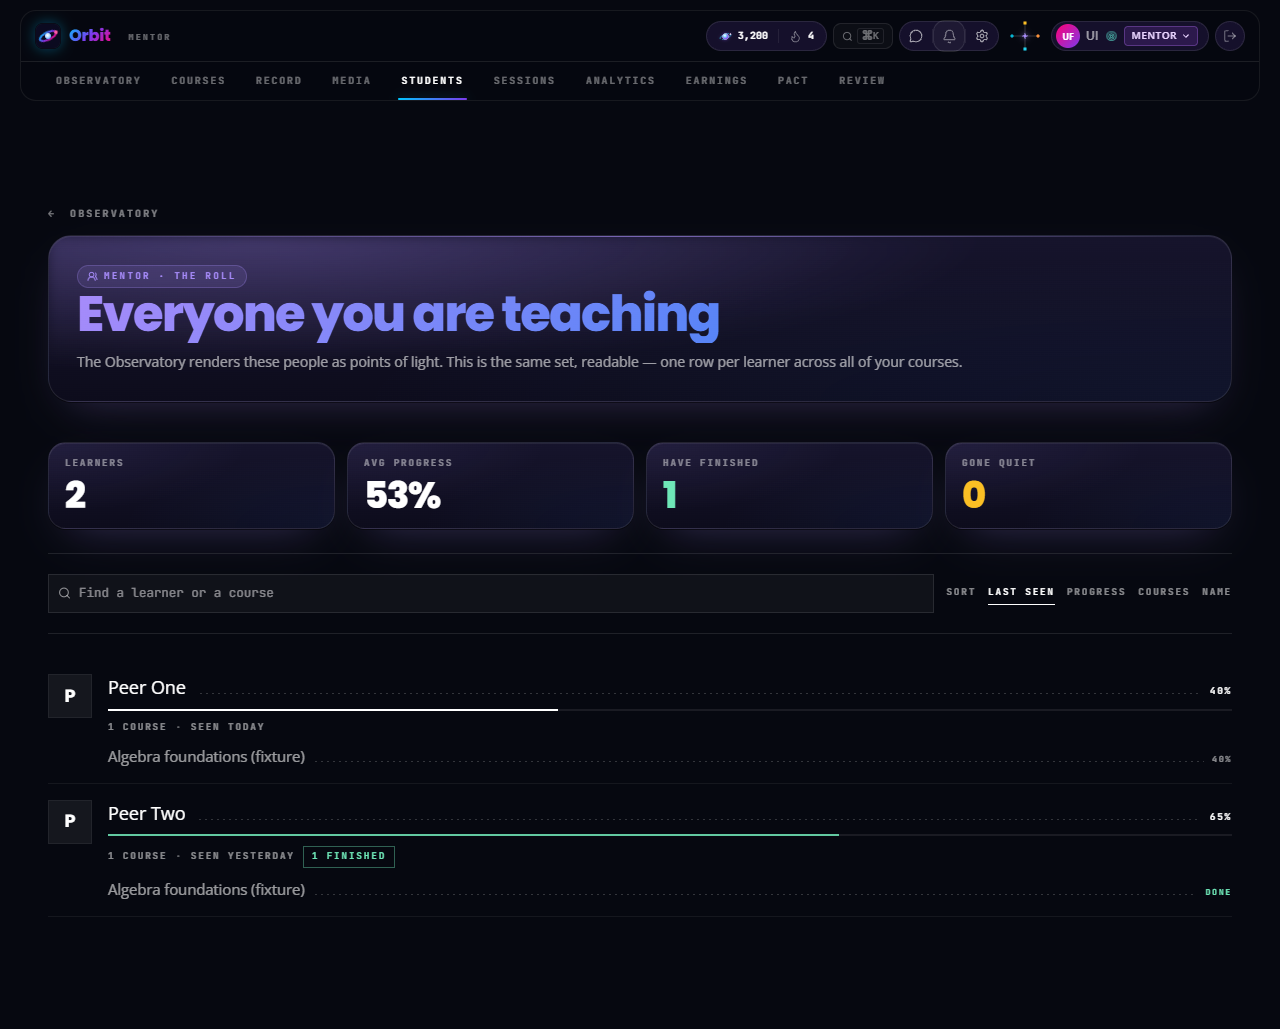 Orbit MENTOR
3,200 4 ⌘K UF UI MENTOR
OBSERVATORY COURSES RECORD MEDIA STUDENTS SESSIONS ANALYTICS EARNINGS PACT REVIEW
← OBSERVATORY
MENTOR · THE ROLL
Everyone you are teaching
The Observatory renders these people as points of light. This is the same set, readable — one row per learner across all of your courses.
LEARNERS AVG PROGRESS HAVE FINISHED GONE QUIET
2 53% 1 0
Find a learner or a course SORT LAST SEEN PROGRESS COURSES NAME
P Peer One 40%
1 COURSE · SEEN TODAY
Algebra foundations (fixture) 40%
P Peer Two 65%
1 COURSE · SEEN YESTERDAY 1 FINISHED
Algebra foundations (fixture) DONE